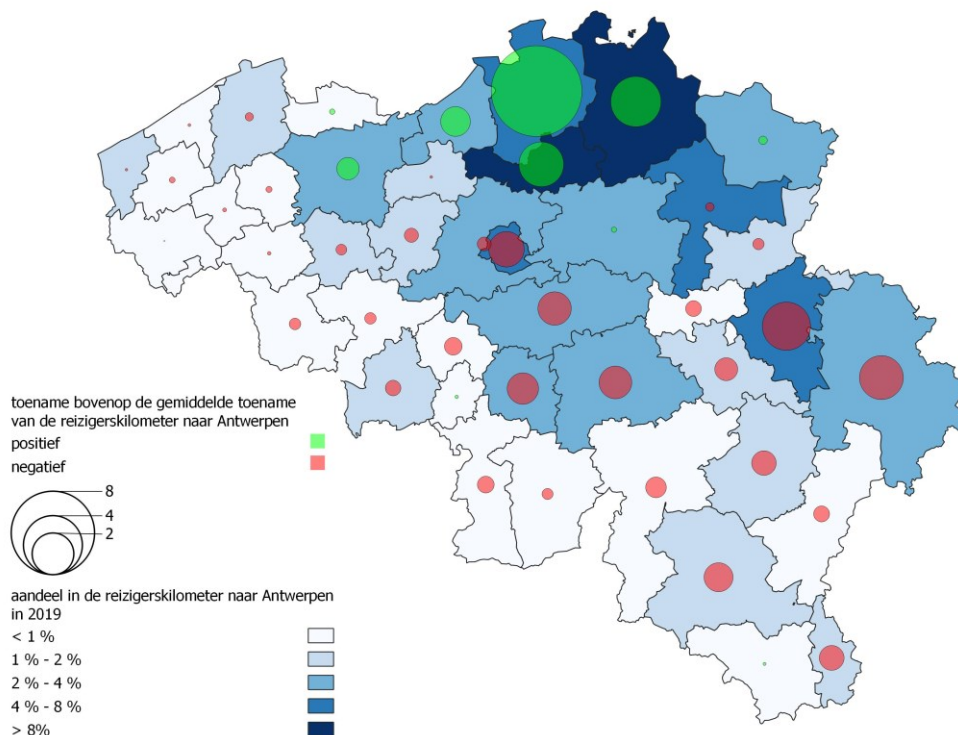 toename bovenop de gemiddelde toename
van de reizigerskilometer naar Antwerpen
positief
negatief
8
4
2
aandeel in de reizigerskilometer naar Antwerpen
in 2019
< 1 %
1 % - 2 %
2 % - 4 %
4 % - 8 %
> 8%